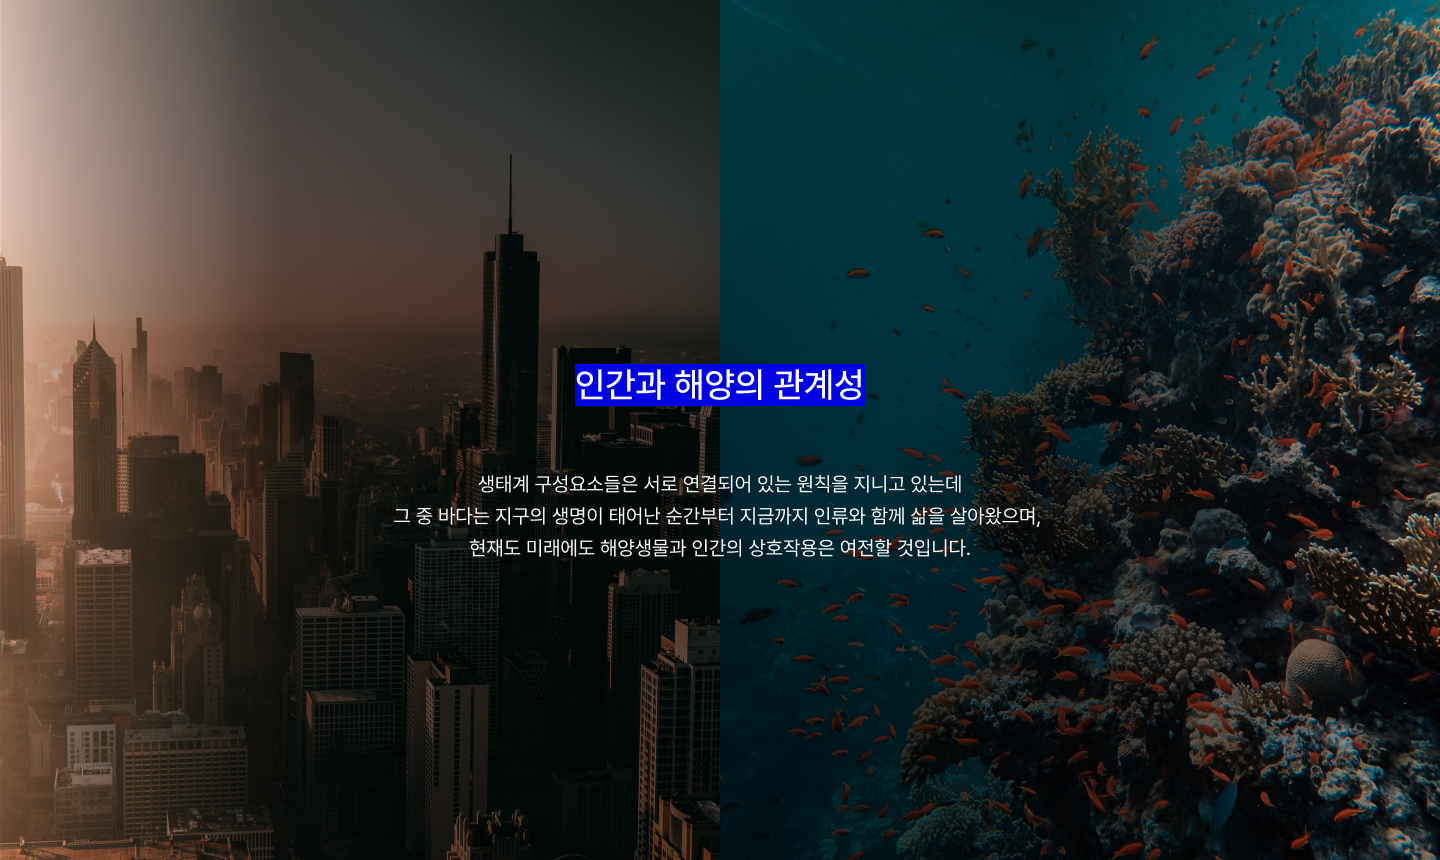 인간과 해양의 관계성
생태계 구성요소들은 서로 연결되어 있는 원칙을 지니고 있는데
그 중 바다는 지구의 생명이 태어난 순간부터 지금까지 인류와 함께 삶을 살아왔으며,
현재도 미래에도 해양생물과 인간의 상호작용은 여전할 것입니다.